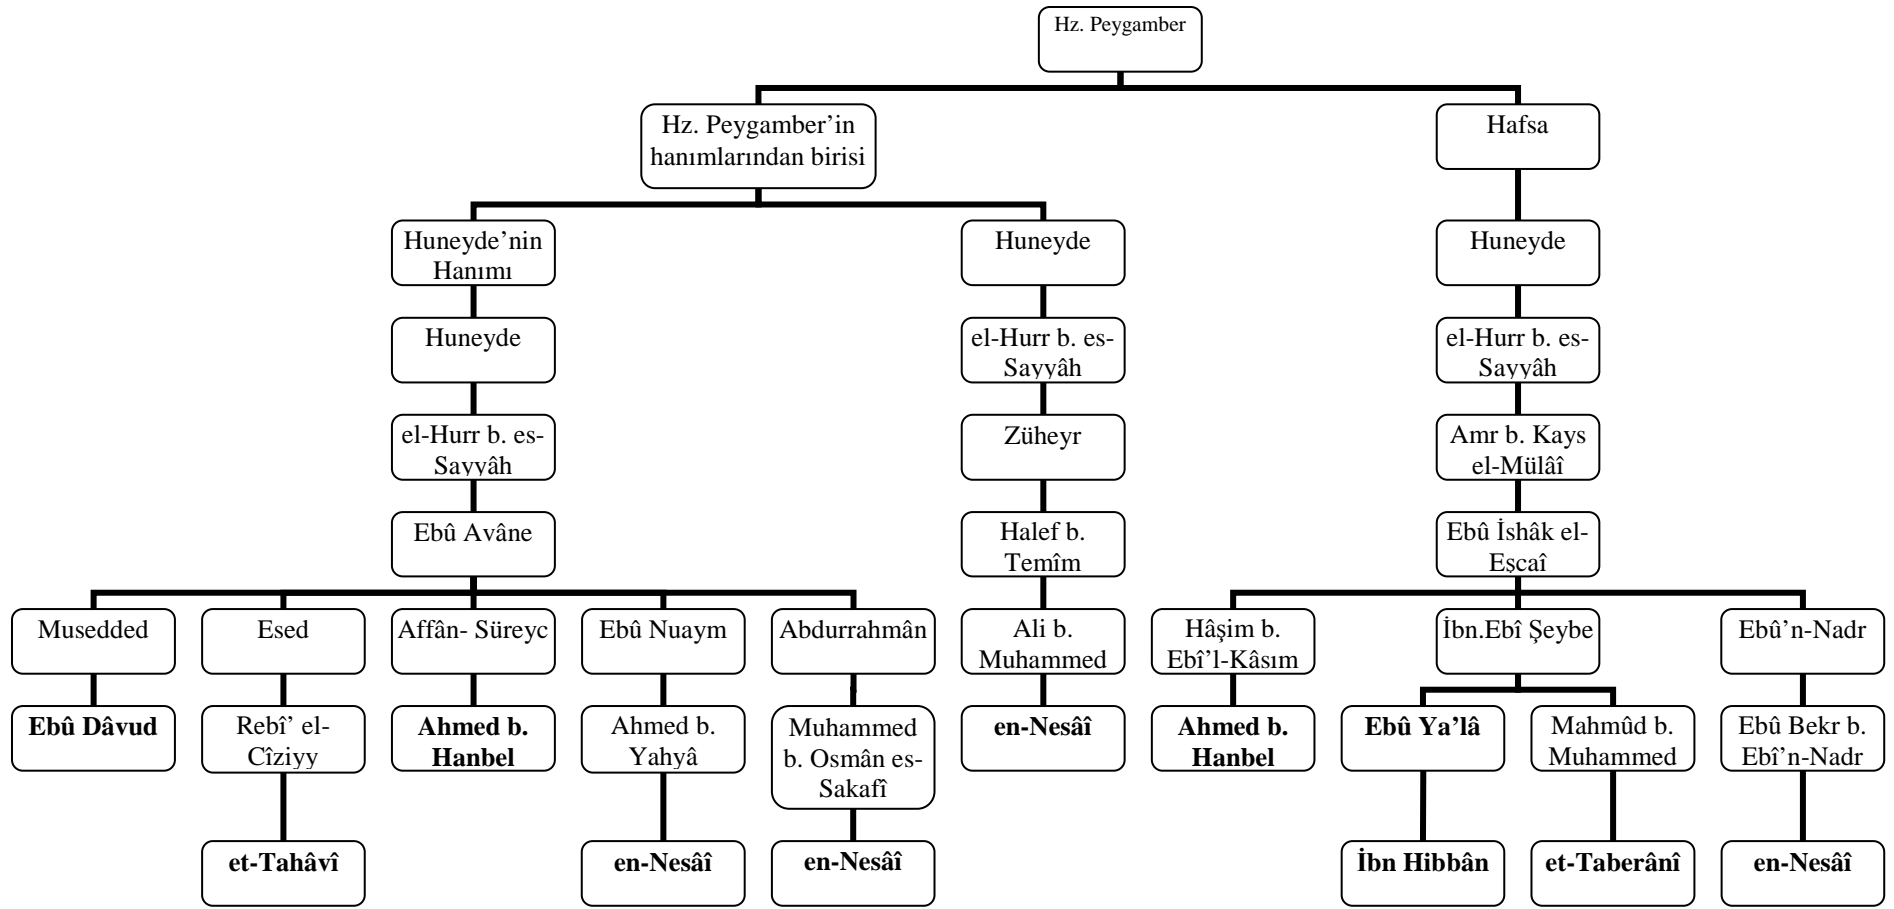 Hz. Peygamber
Hz. Peygamber’in
hanımlarından birisi
Hafsa
Huneyde’nin
Hanımı
Huneyde
Huneyde
Huneyde
el-Hurr b. es-
Sayyâh
el-Hurr b. es-
Sayyâh
el-Hurr b. es-
Sayyâh
Züheyr
Amr b. Kays
el-Mülâî
Ebû Avâne
Halef b.
Temîm
Ebû İshâk el-
Eşcaî
Musedded
Esed
Affân- Süreyc
Ebû Nuaym
Abdurrahmân
Ali b.
Muhammed
Hâşim b.
Ebî’l-Kâsım
İbn.Ebî Şeybe
Ebû’n-Nadr
Ebû Dâvud
Rebî’ el-
Cîziyy
Ahmed b.
Hanbel
Ahmed b.
Yahyâ
Muhammed
b. Osmân es-
Sakafî
en-Nesâî
Ahmed b.
Hanbel
Ebû Ya’lâ
Mahmûd b.
Muhammed
Ebû Bekr b.
Ebî’n-Nadr
et-Tahâvî
en-Nesâî
en-Nesâî
İbn Hibbân
et-Taberânî
en-Nesâî